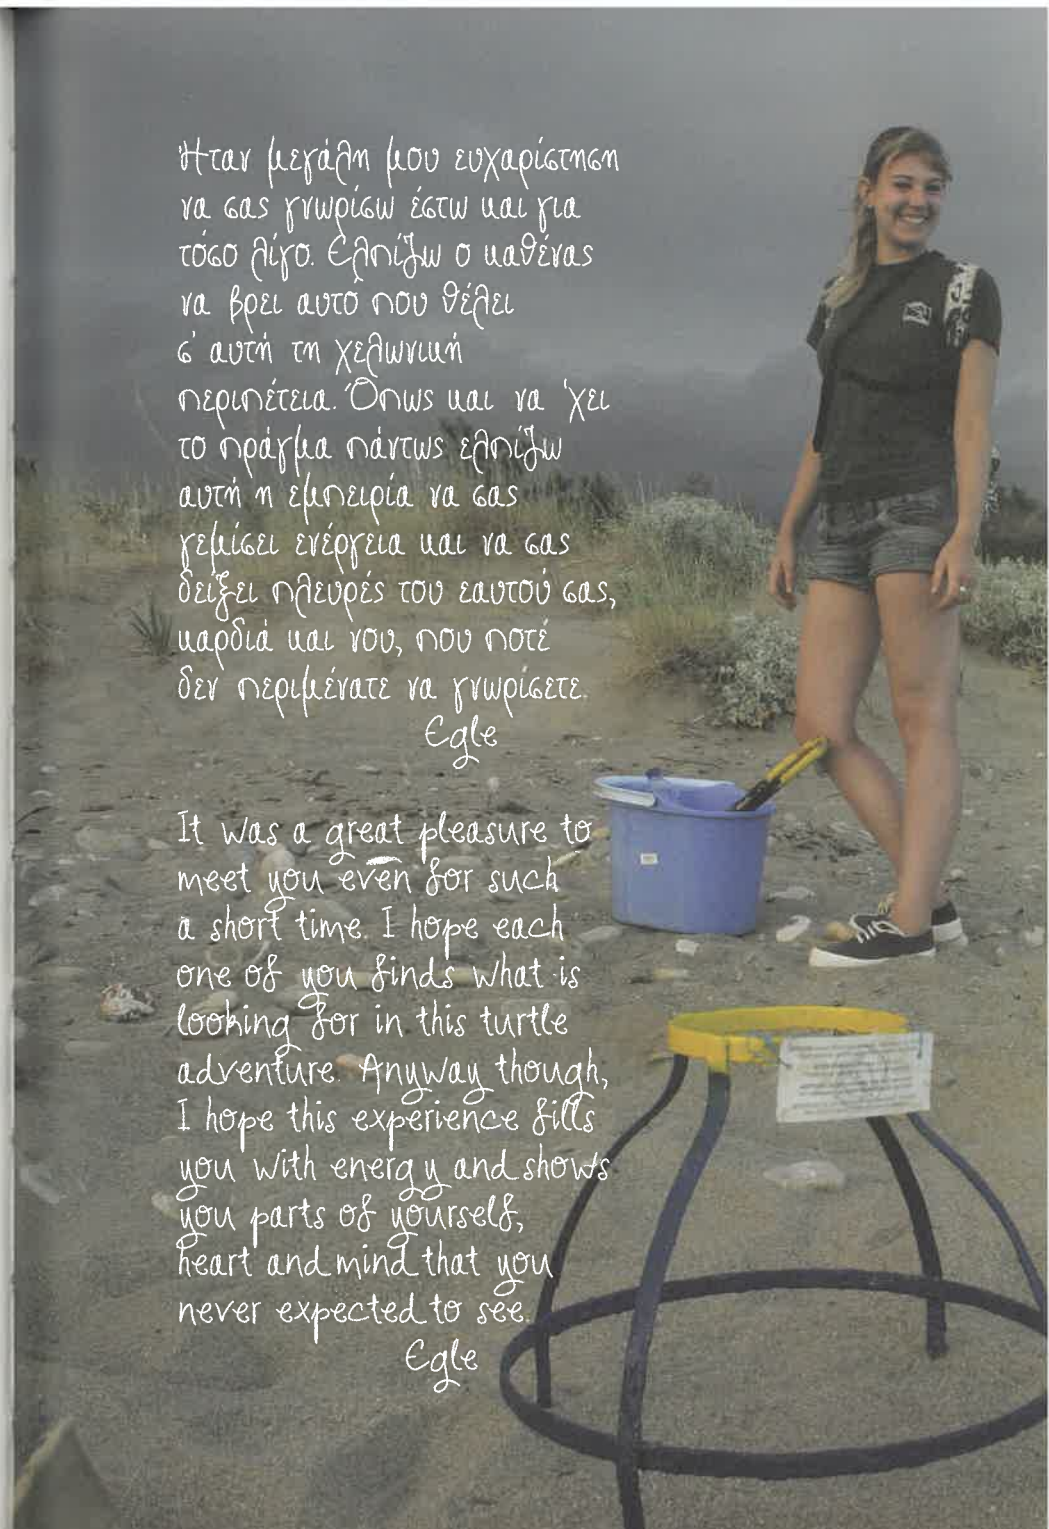 Ήταν μεγάλη μου ευχαρίστηση
να σας γνωρίσω έστω και για
τόσο λίγο. Ελπίζω ο καθένας
να βρει αυτό που θέλει
σ' αυτή τη χελωνική
περιπέτεια. Όπως και να 'χει
το πράγμα πάντως ελπίζω
αυτή η εμπειρία να σας
γεμίσει ενέργεια και να σας
δείξει πλευρές του εαυτού σας,
καρδιά και νου, που ποτέ
δεν περιμένατε να γνωρίσετε.
Egle
It was a great pleasure to
meet you even for such
a short time. I hope each
one of you finds what is
looking for in this turtle
adventure. Anyway though,
I hope this experience fills
you with energy and shows
you parts of yourself,
heart and mind that you
never expected to see.
Egle